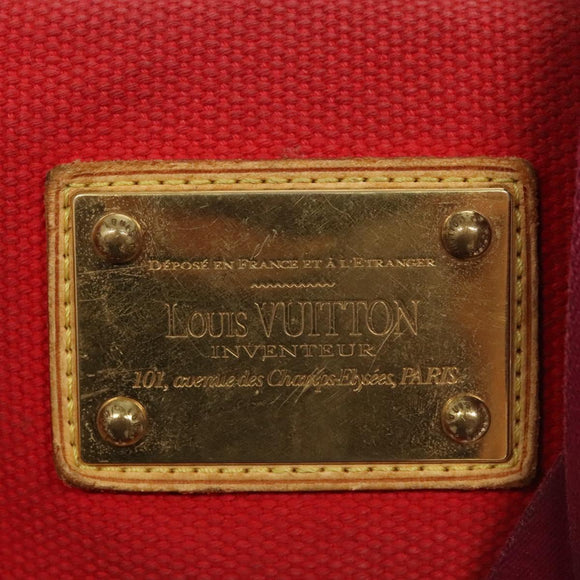 DÉPOSÉ EN FRANCE ET À L'ETRANGER
LOUIS VUITTON
INVENTEUR
101, avenue des Champs-Elysées, PARIS